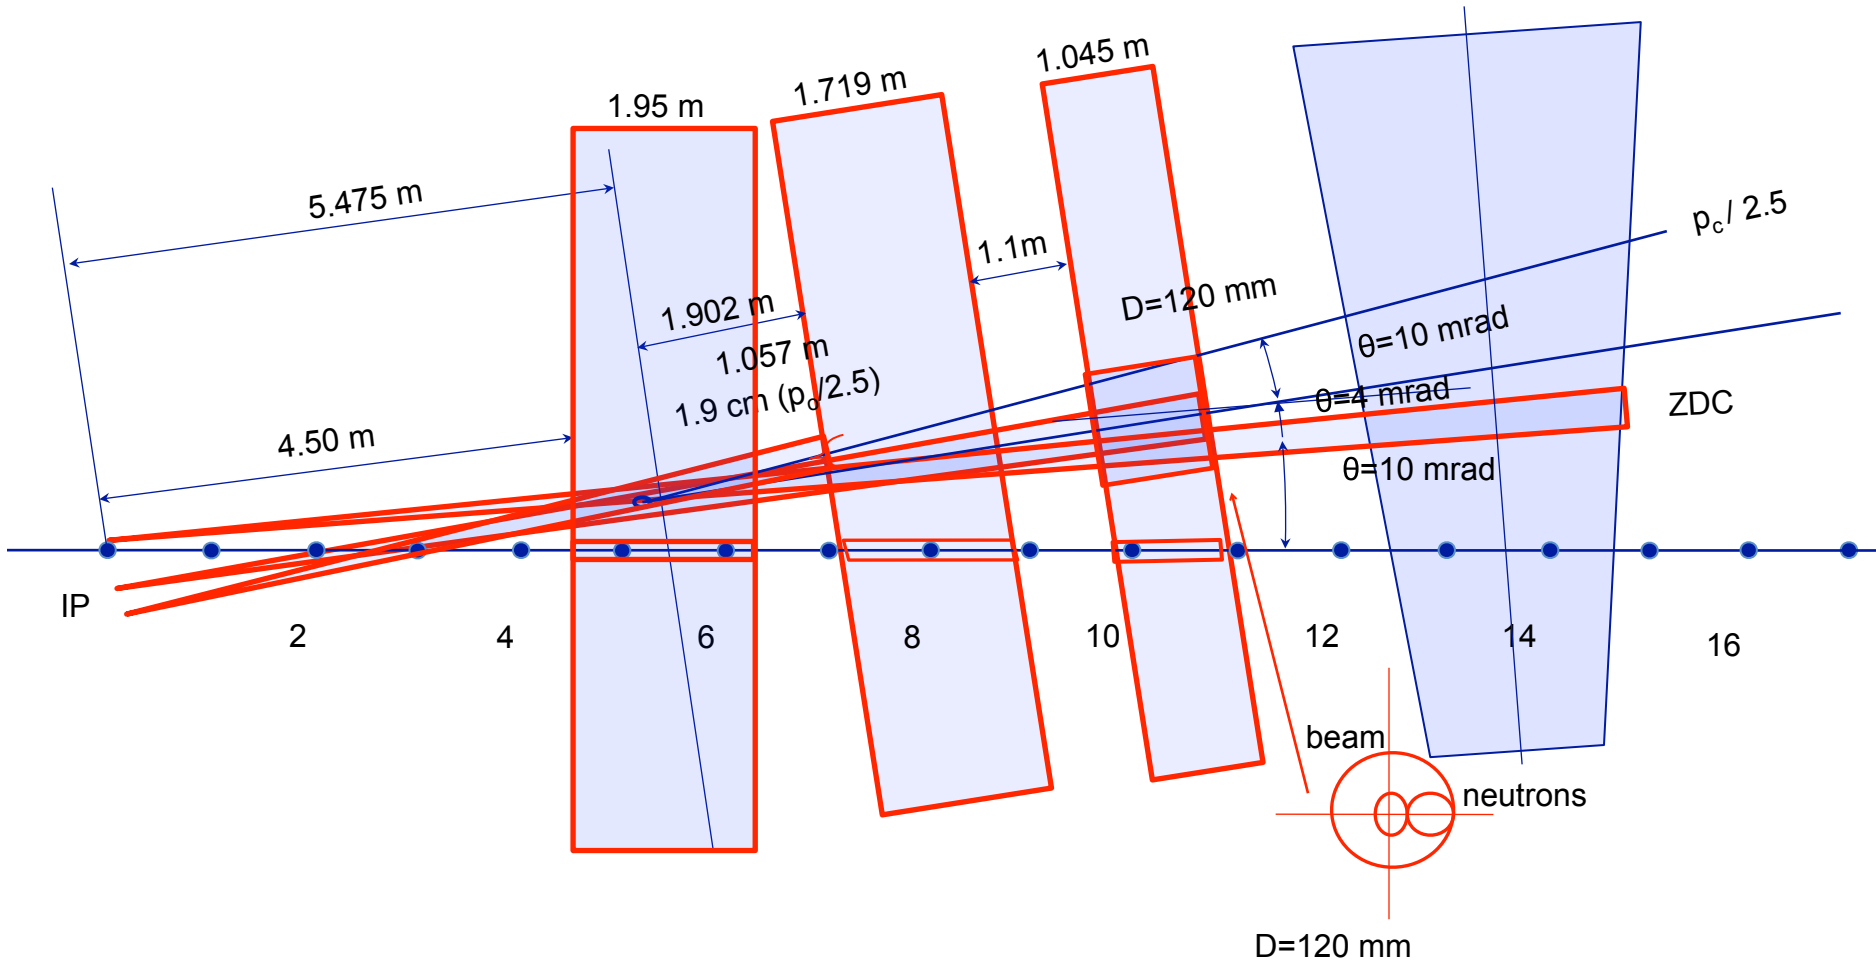 1.045 m
1.719 m
1.95 m
5.475 m
p_c / 2.5
1.1m
D=120 mm
1.902 m
θ=10 mrad
1.057 m
1.9 cm (p_o/2.5)
θ=4 mrad
ZDC
4.50 m
θ=10 mrad
IP
2 4 6 8 10 12 14 16
beam
neutrons
D=120 mm